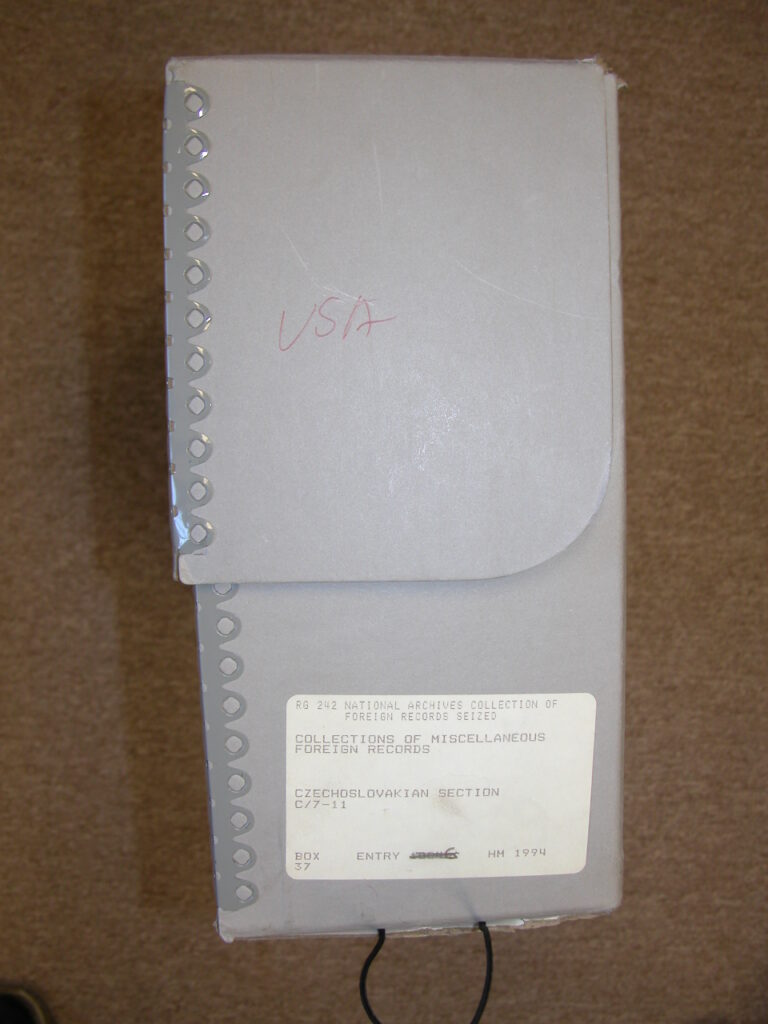 USA
RG 242 NATIONAL ARCHIVES COLLECTION OF
FOREIGN RECORDS SEIZED
COLLECTIONS OF MISCELLANEOUS
FOREIGN RECORDS
CZECHOSLOVAKIAN SECTION
C/7-11
BOX ENTRY HM 1994
37